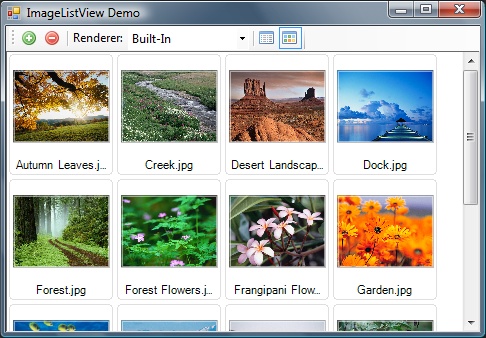 ImageListView Demo
Renderer: Built-In
Autumn Leaves.j...
Creek.jpg
Desert Landscap...
Dock.jpg
Forest.jpg
Forest Flowers.j...
Frangipani Flow...
Garden.jpg